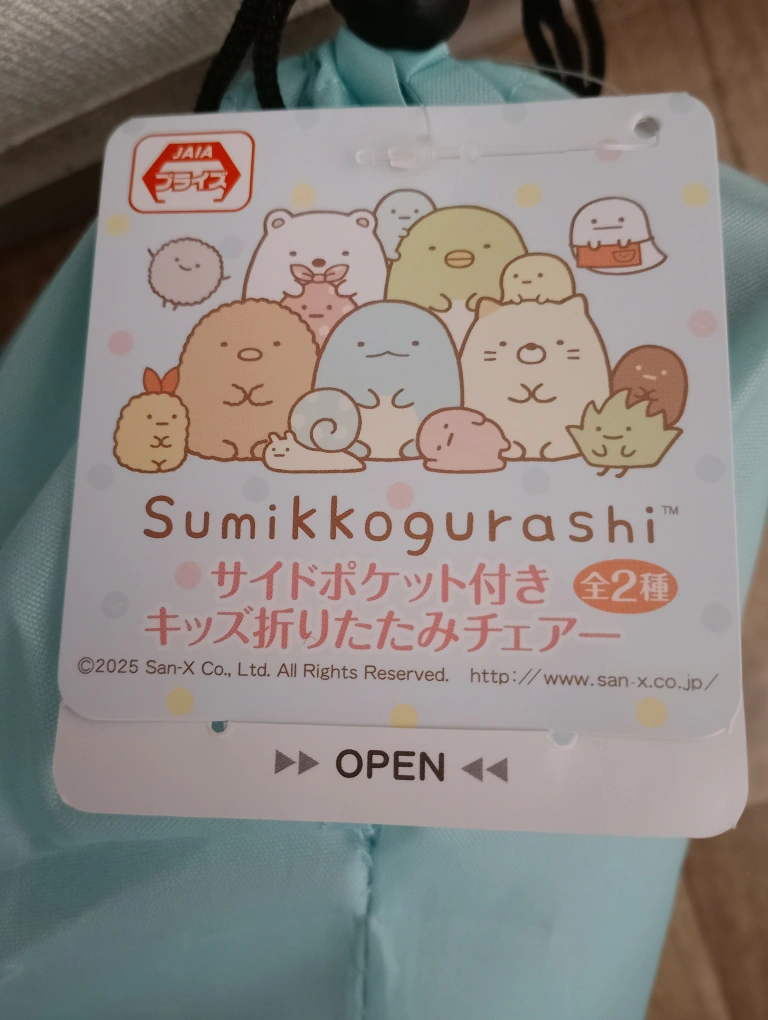 JAIA
プライズ
Sumikkogurashi™
サイドポケット付き
キッズ折りたたみチェアー
全2種
©2025 San-X Co., Ltd. All Rights Reserved. http://www.san-x.co.jp/
▶▶ OPEN ◀◀